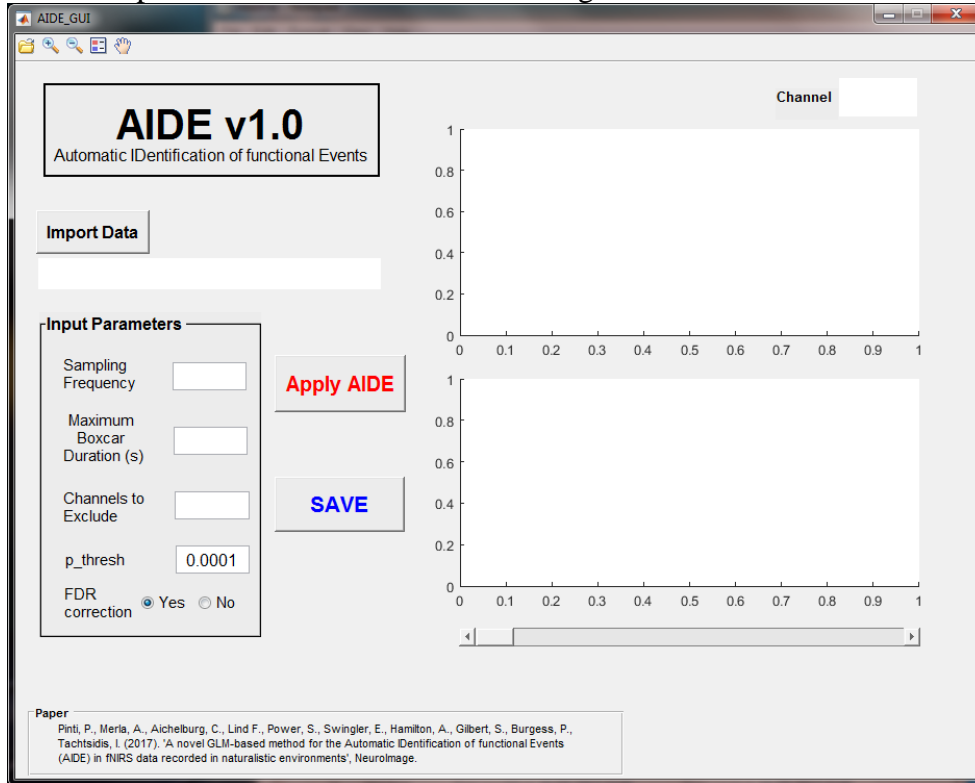 AIDE_GUI
AIDE v1.0
Automatic IDentification of functional Events
Import Data
Input Parameters
Sampling
Frequency
Maximum
Boxcar
Duration (s)
Channels to
Exclude
p_thresh 0.0001
FDR
correction Yes No
Apply AIDE
SAVE
Channel
1
0.8
0.6
0.4
0.2
0
0 0.1 0.2 0.3 0.4 0.5 0.6 0.7 0.8 0.9 1
1
0.8
0.6
0.4
0.2
0
0 0.1 0.2 0.3 0.4 0.5 0.6 0.7 0.8 0.9 1
Paper
Pinti, P., Merla, A., Aichelburg, C., Lind F., Power, S., Swingler, E., Hamilton, A., Gilbert, S., Burgess, P.,
Tachtsidis, I. (2017). 'A novel GLM-based method for the Automatic IDentification of functional Events
(AIDE) in fNIRS data recorded in naturalistic environments', NeuroImage.